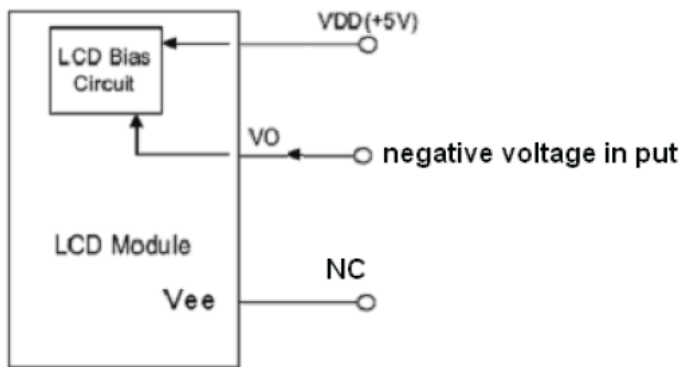 VDD(+5V)
LCD Bias
Circuit
VO
negative voltage in put
LCD Module
NC
Vee